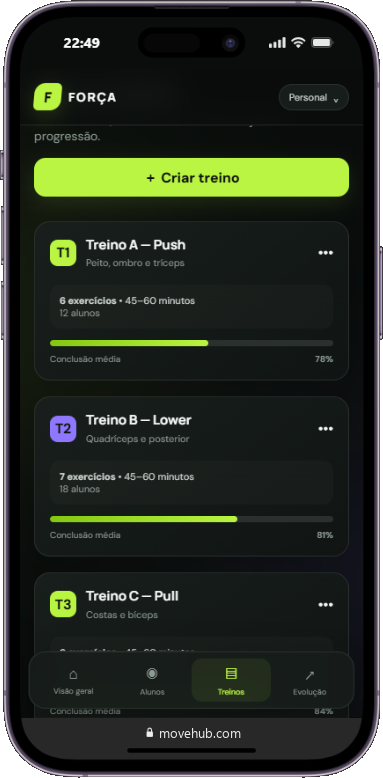 22:49
F FORÇA
Personal
progressão.
+ Criar treino
T1 Treino A — Push
Peito, ombro e tríceps
6 exercícios • 45–60 minutos
12 alunos
Conclusão média 78%
T2 Treino B — Lower
Quadríceps e posterior
7 exercícios • 45–60 minutos
18 alunos
Conclusão média 81%
T3 Treino C — Pull
Costas e bíceps
Visão geral
Alunos
Treinos
Evolução
Conclusão média 84%
movehub.com